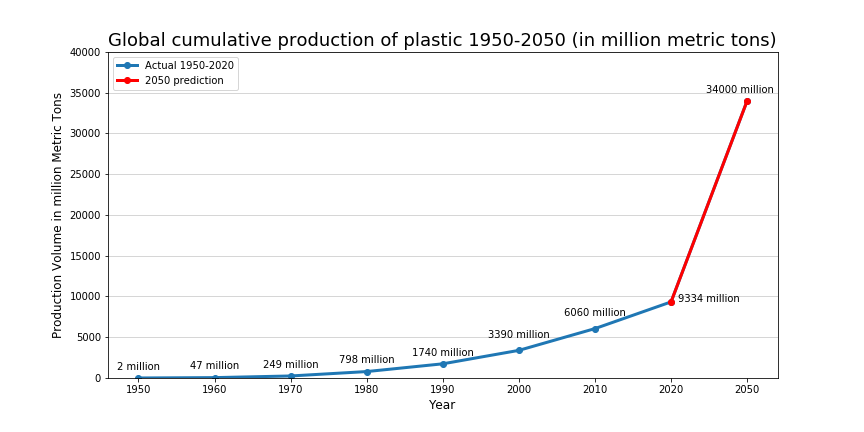 Global cumulative production of plastic 1950-2050 (in million metric tons)
Actual 1950-2020
2050 prediction
Production Volume in million Metric Tons
40000
35000
30000
25000
20000
15000
10000
5000
0
2 million
47 million
249 million
798 million
1740 million
3390 million
6060 million
9334 million
34000 million
1950
1960
1970
1980
1990
2000
2010
2020
2050
Year